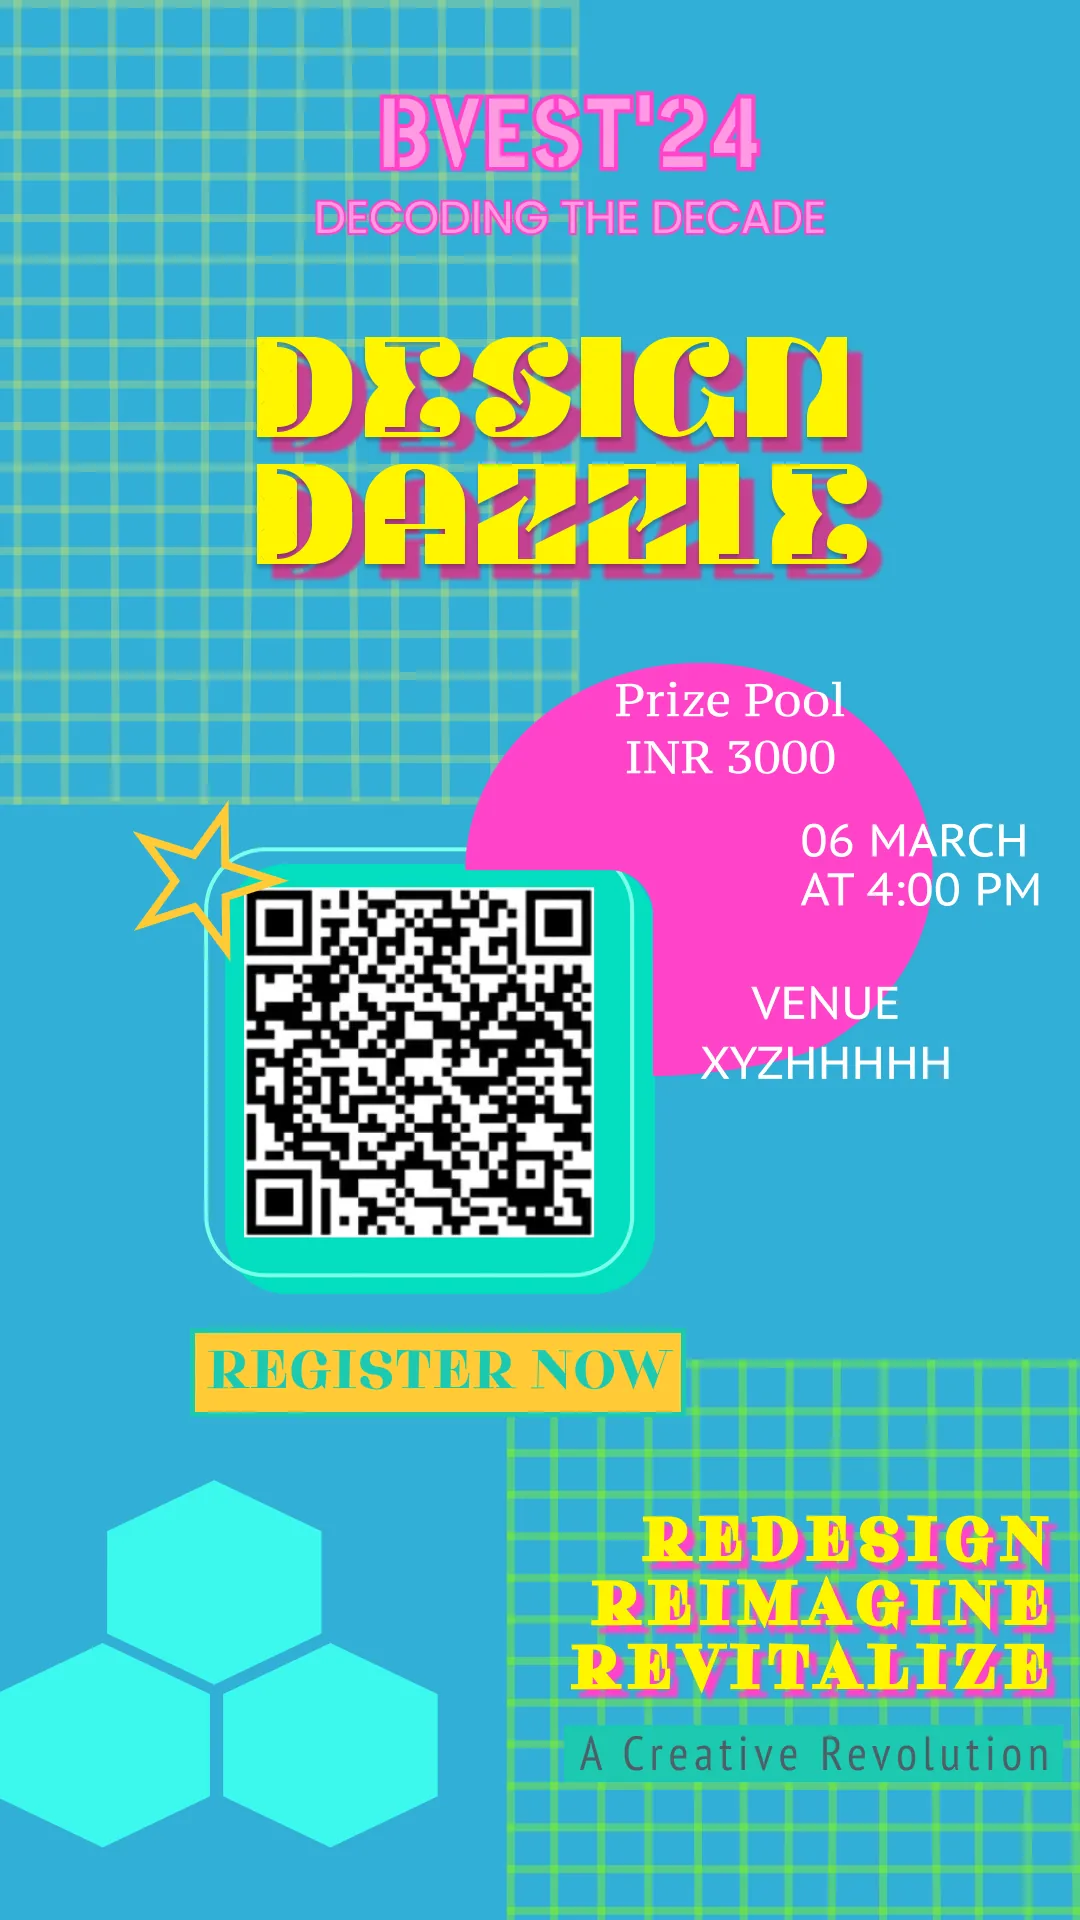 BVEST'24
DECODING THE DECADE
DESIGN
DAZZLE
Prize Pool
INR 3000
06 MARCH
AT 4:00 PM
VENUE
XYZHHHHH
REGISTER NOW
REDESIGN
REIMAGINE
REVITALIZE
A Creative Revolution